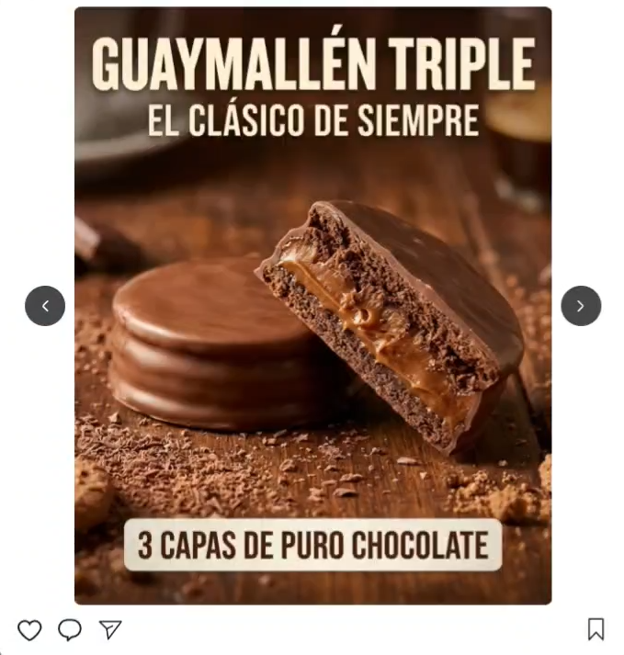 GUAYMALLÉN TRIPLE
EL CLÁSICO DE SIEMPRE
3 CAPAS DE PURO CHOCOLATE